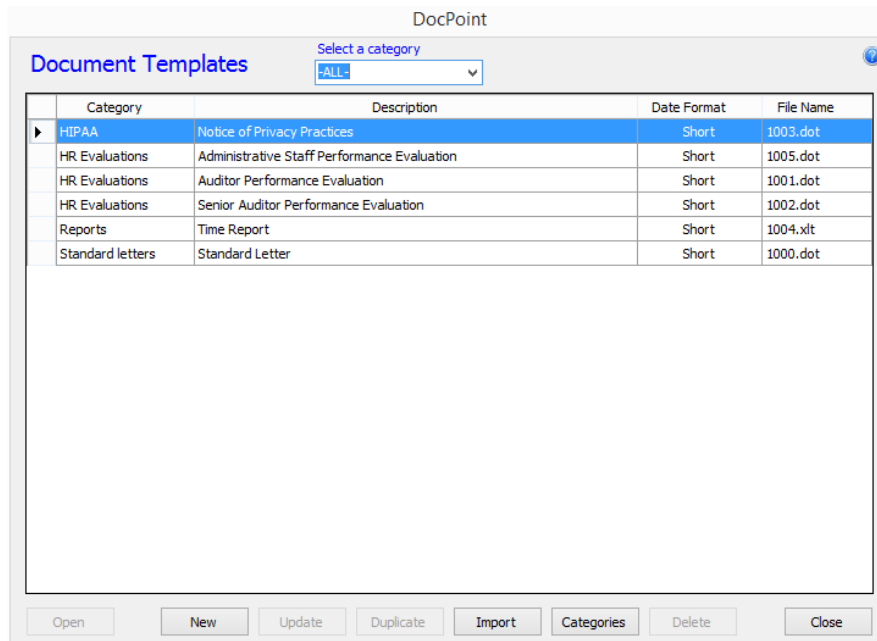 DocPoint
Select a category
Document Templates
-ALL-
Category Description Date Format File Name
HIPAA Notice of Privacy Practices Short 1003.dot
HR Evaluations Administrative Staff Performance Evaluation Short 1005.dot
HR Evaluations Auditor Performance Evaluation Short 1001.dot
HR Evaluations Senior Auditor Performance Evaluation Short 1002.dot
Reports Time Report Short 1004.xlt
Standard letters Standard Letter Short 1000.dot
Open New Update Duplicate Import Categories Delete Close